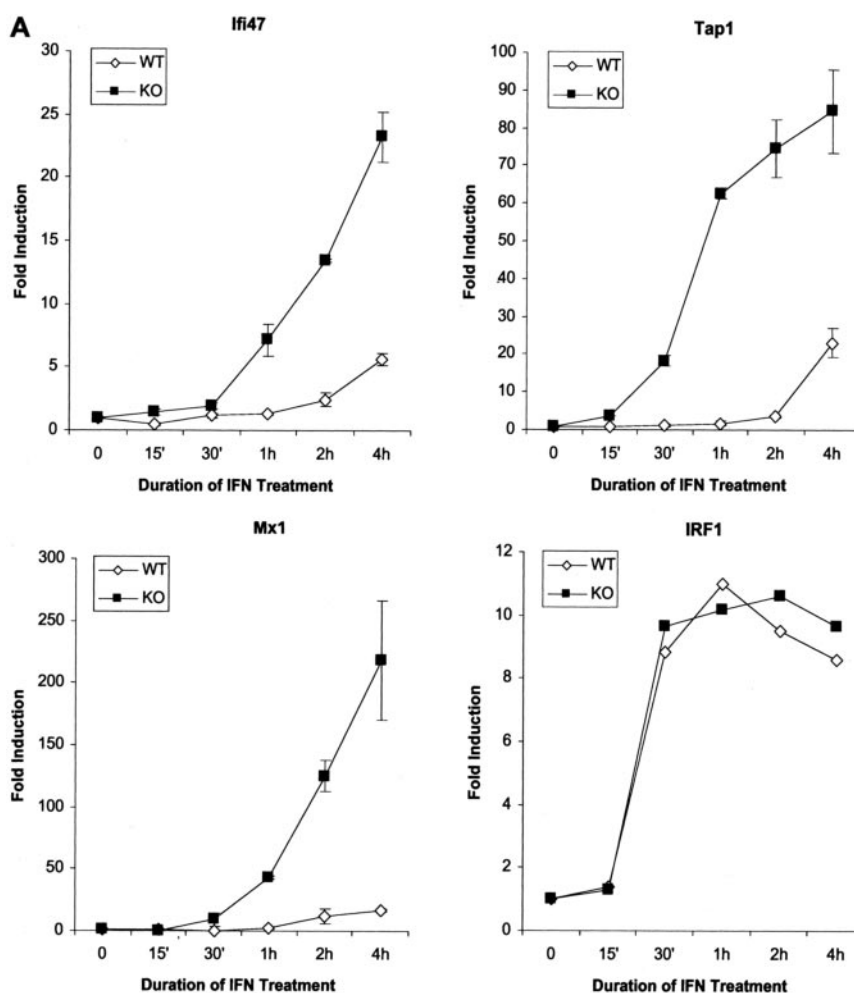 A
Ifi47
WT
KO
30
25
20
15
10
5
0
Fold Induction
0 15' 30' 1h 2h 4h
Duration of IFN Treatment
Tap1
WT
KO
100
90
80
70
60
50
40
30
20
10
0
Fold Induction
0 15' 30' 1h 2h 4h
Duration of IFN Treatment
Mx1
WT
KO
300
250
200
150
100
50
0
Fold Induction
0 15' 30' 1h 2h 4h
Duration of IFN Treatment
IRF1
WT
KO
12
10
8
6
4
2
0
Fold Induction
0 15' 30' 1h 2h 4h
Duration of IFN Treatment